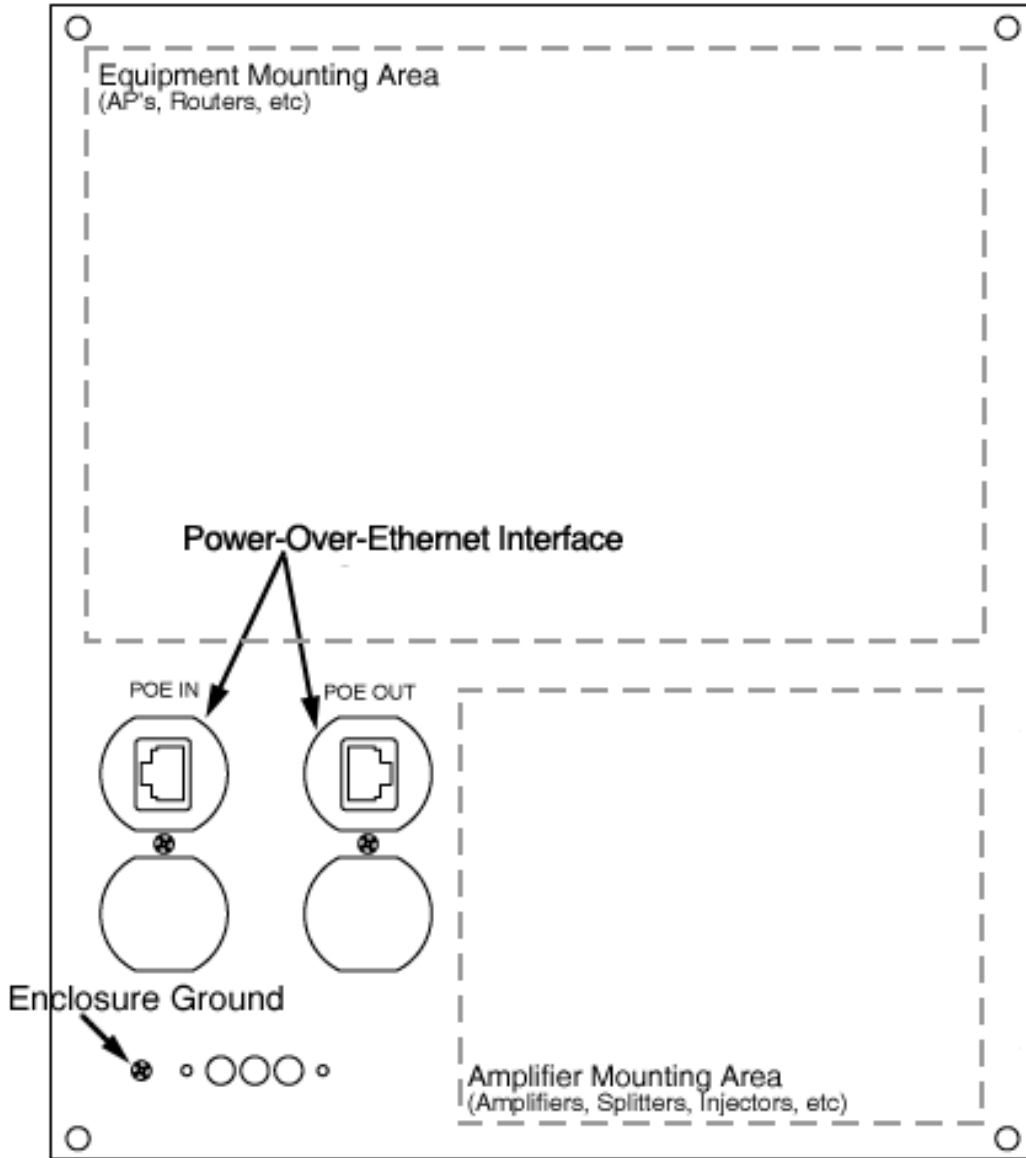 Equipment Mounting Area
(AP's, Routers, etc)
Power-Over-Ethernet Interface
POE IN
POE OUT
Enclosure Ground
Amplifier Mounting Area
(Amplifiers, Splitters, Injectors, etc)